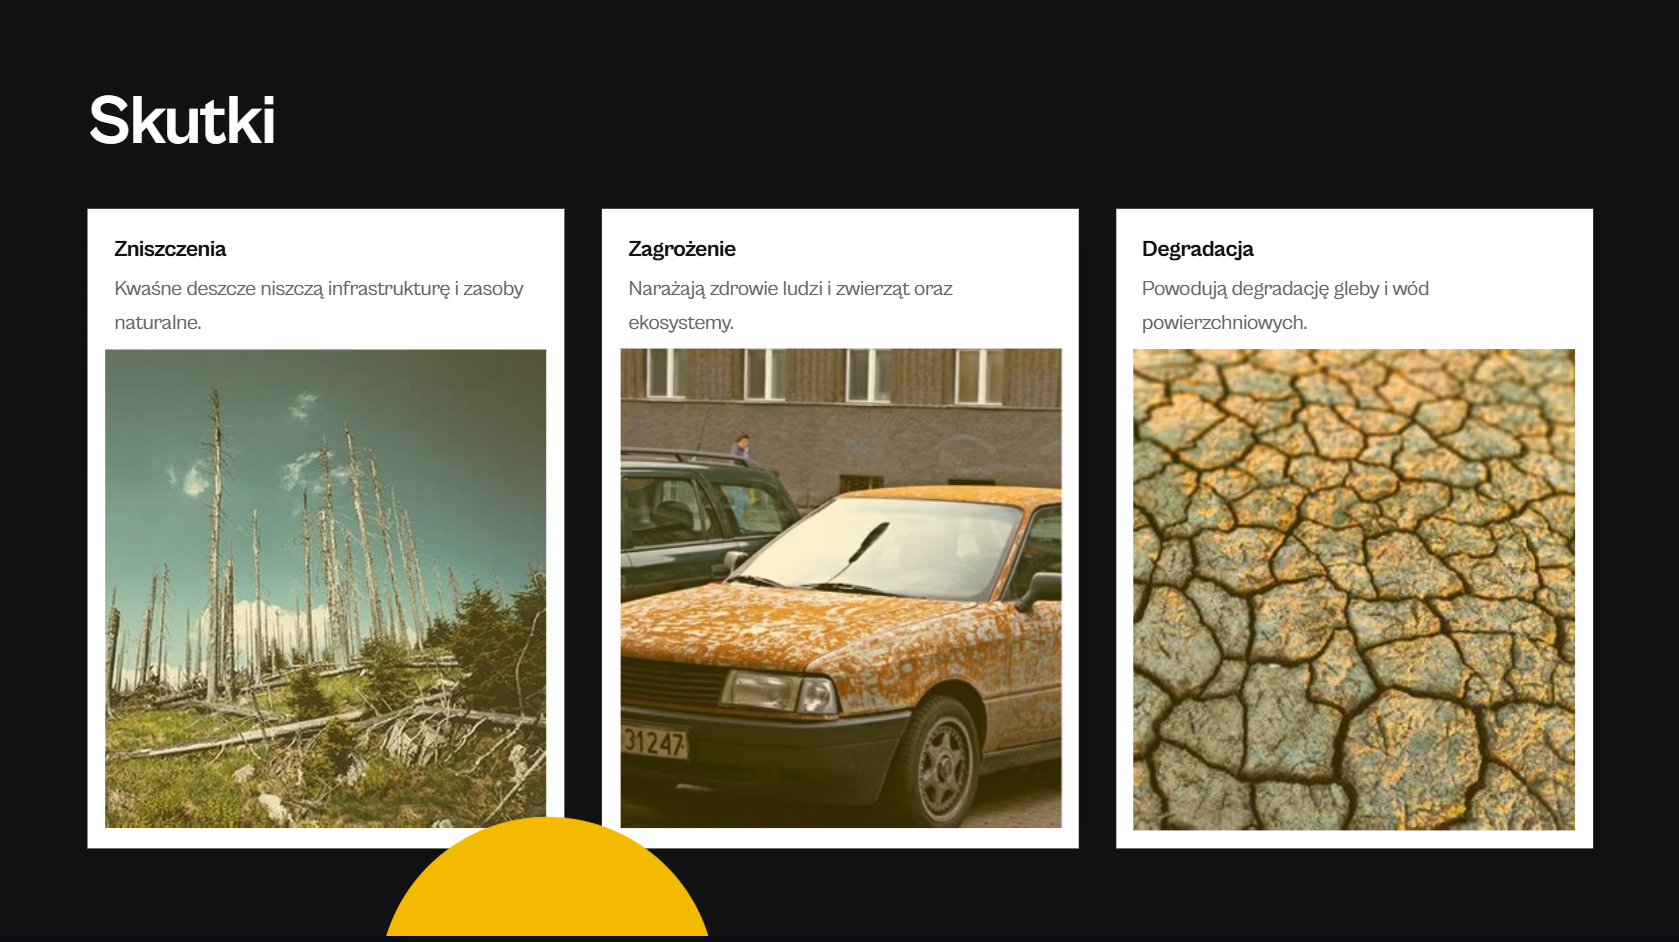 Skutki
Zniszczenia
Kwaśne deszcze niszczą infrastrukturę i zasoby
naturalne.
Zagrożenie
Narażają zdrowie ludzi i zwierząt oraz
ekosystemy.
31247
Degradacja
Powodują degradację gleby i wód
powierzchniowych.